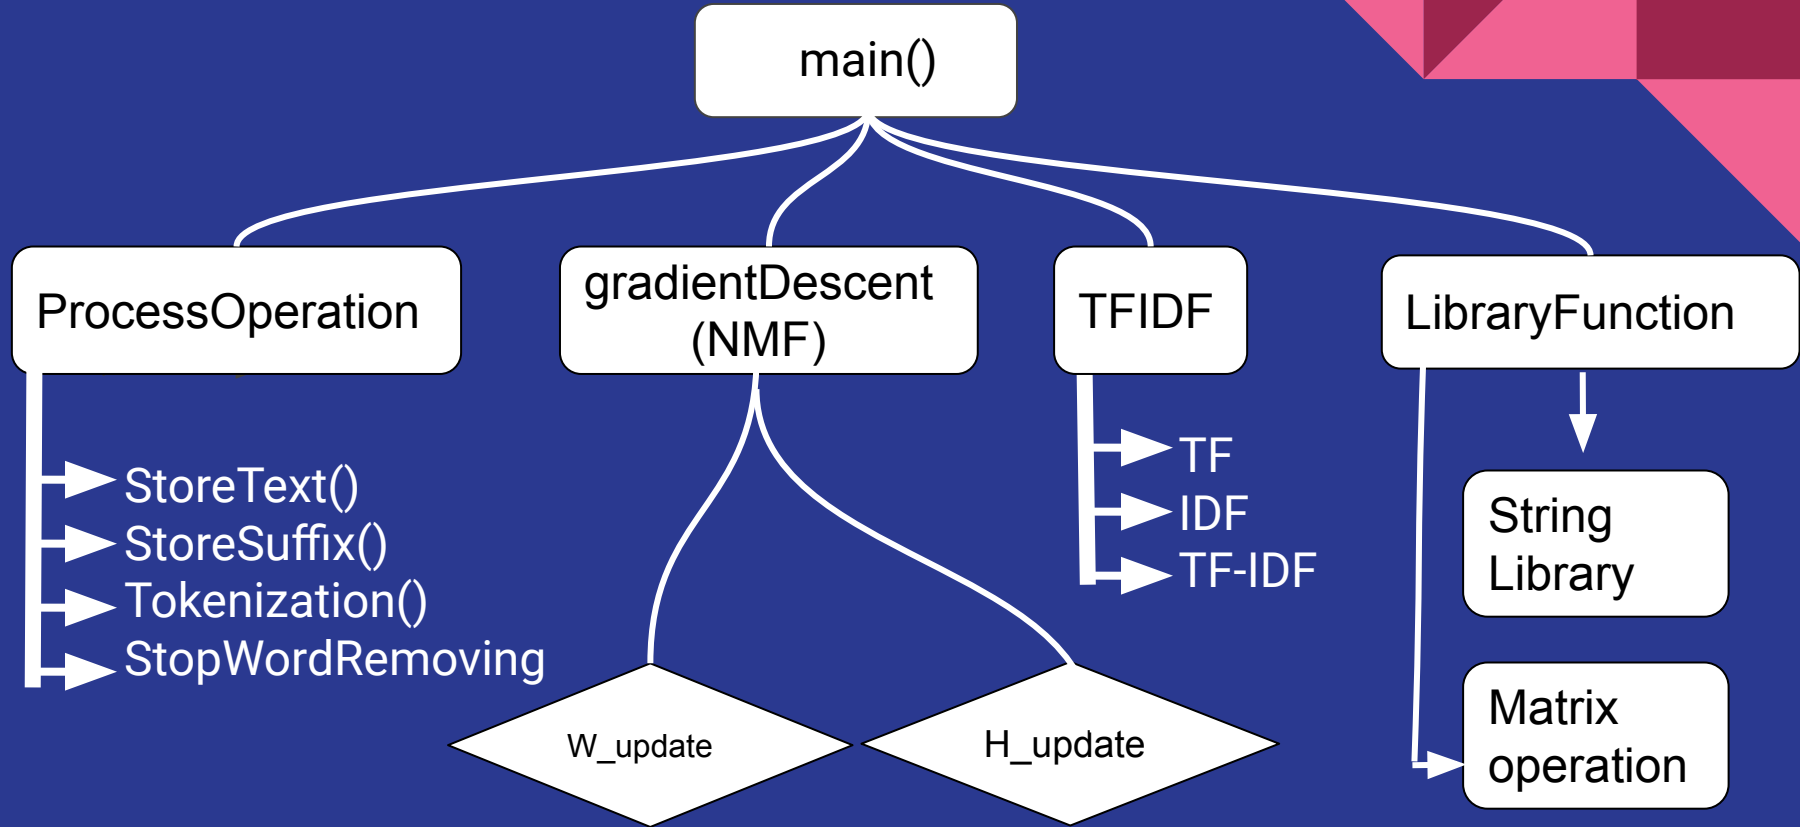 main()
ProcessOperation
gradientDescent
(NMF)
TFIDF
LibraryFunction
StoreText()
StoreSuffix()
Tokenization()
StopWordRemoving
W_update
H_update
TF
IDF
TF-IDF
String
Library
Matrix
operation